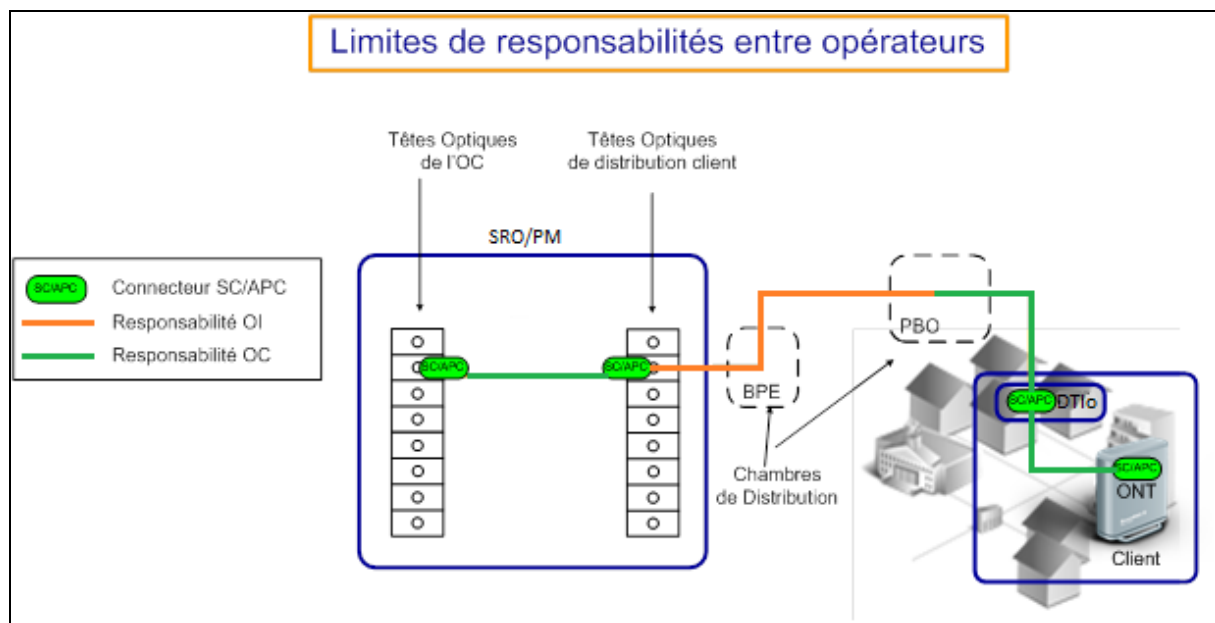 Limites de responsabilités entre opérateurs
Têtes Optiques
de l'OC
Têtes Optiques
de distribution client
SRO/PM
SC/APC
Connecteur SC/APC
Responsabilité OI
Responsabilité OC
SC/APC
SC/APC
BPE
PBO
SC/APC
DTIo
Chambres
de Distribution
SC/APC
ONT
Client